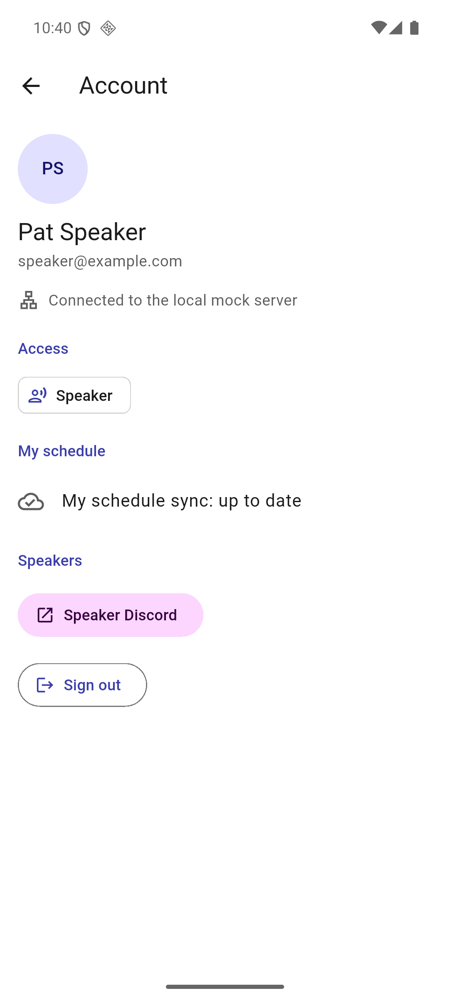 10:40
Account
PS
Pat Speaker
speaker@example.com
Connected to the local mock server
Access
Speaker
My schedule
My schedule sync: up to date
Speakers
Speaker Discord
Sign out